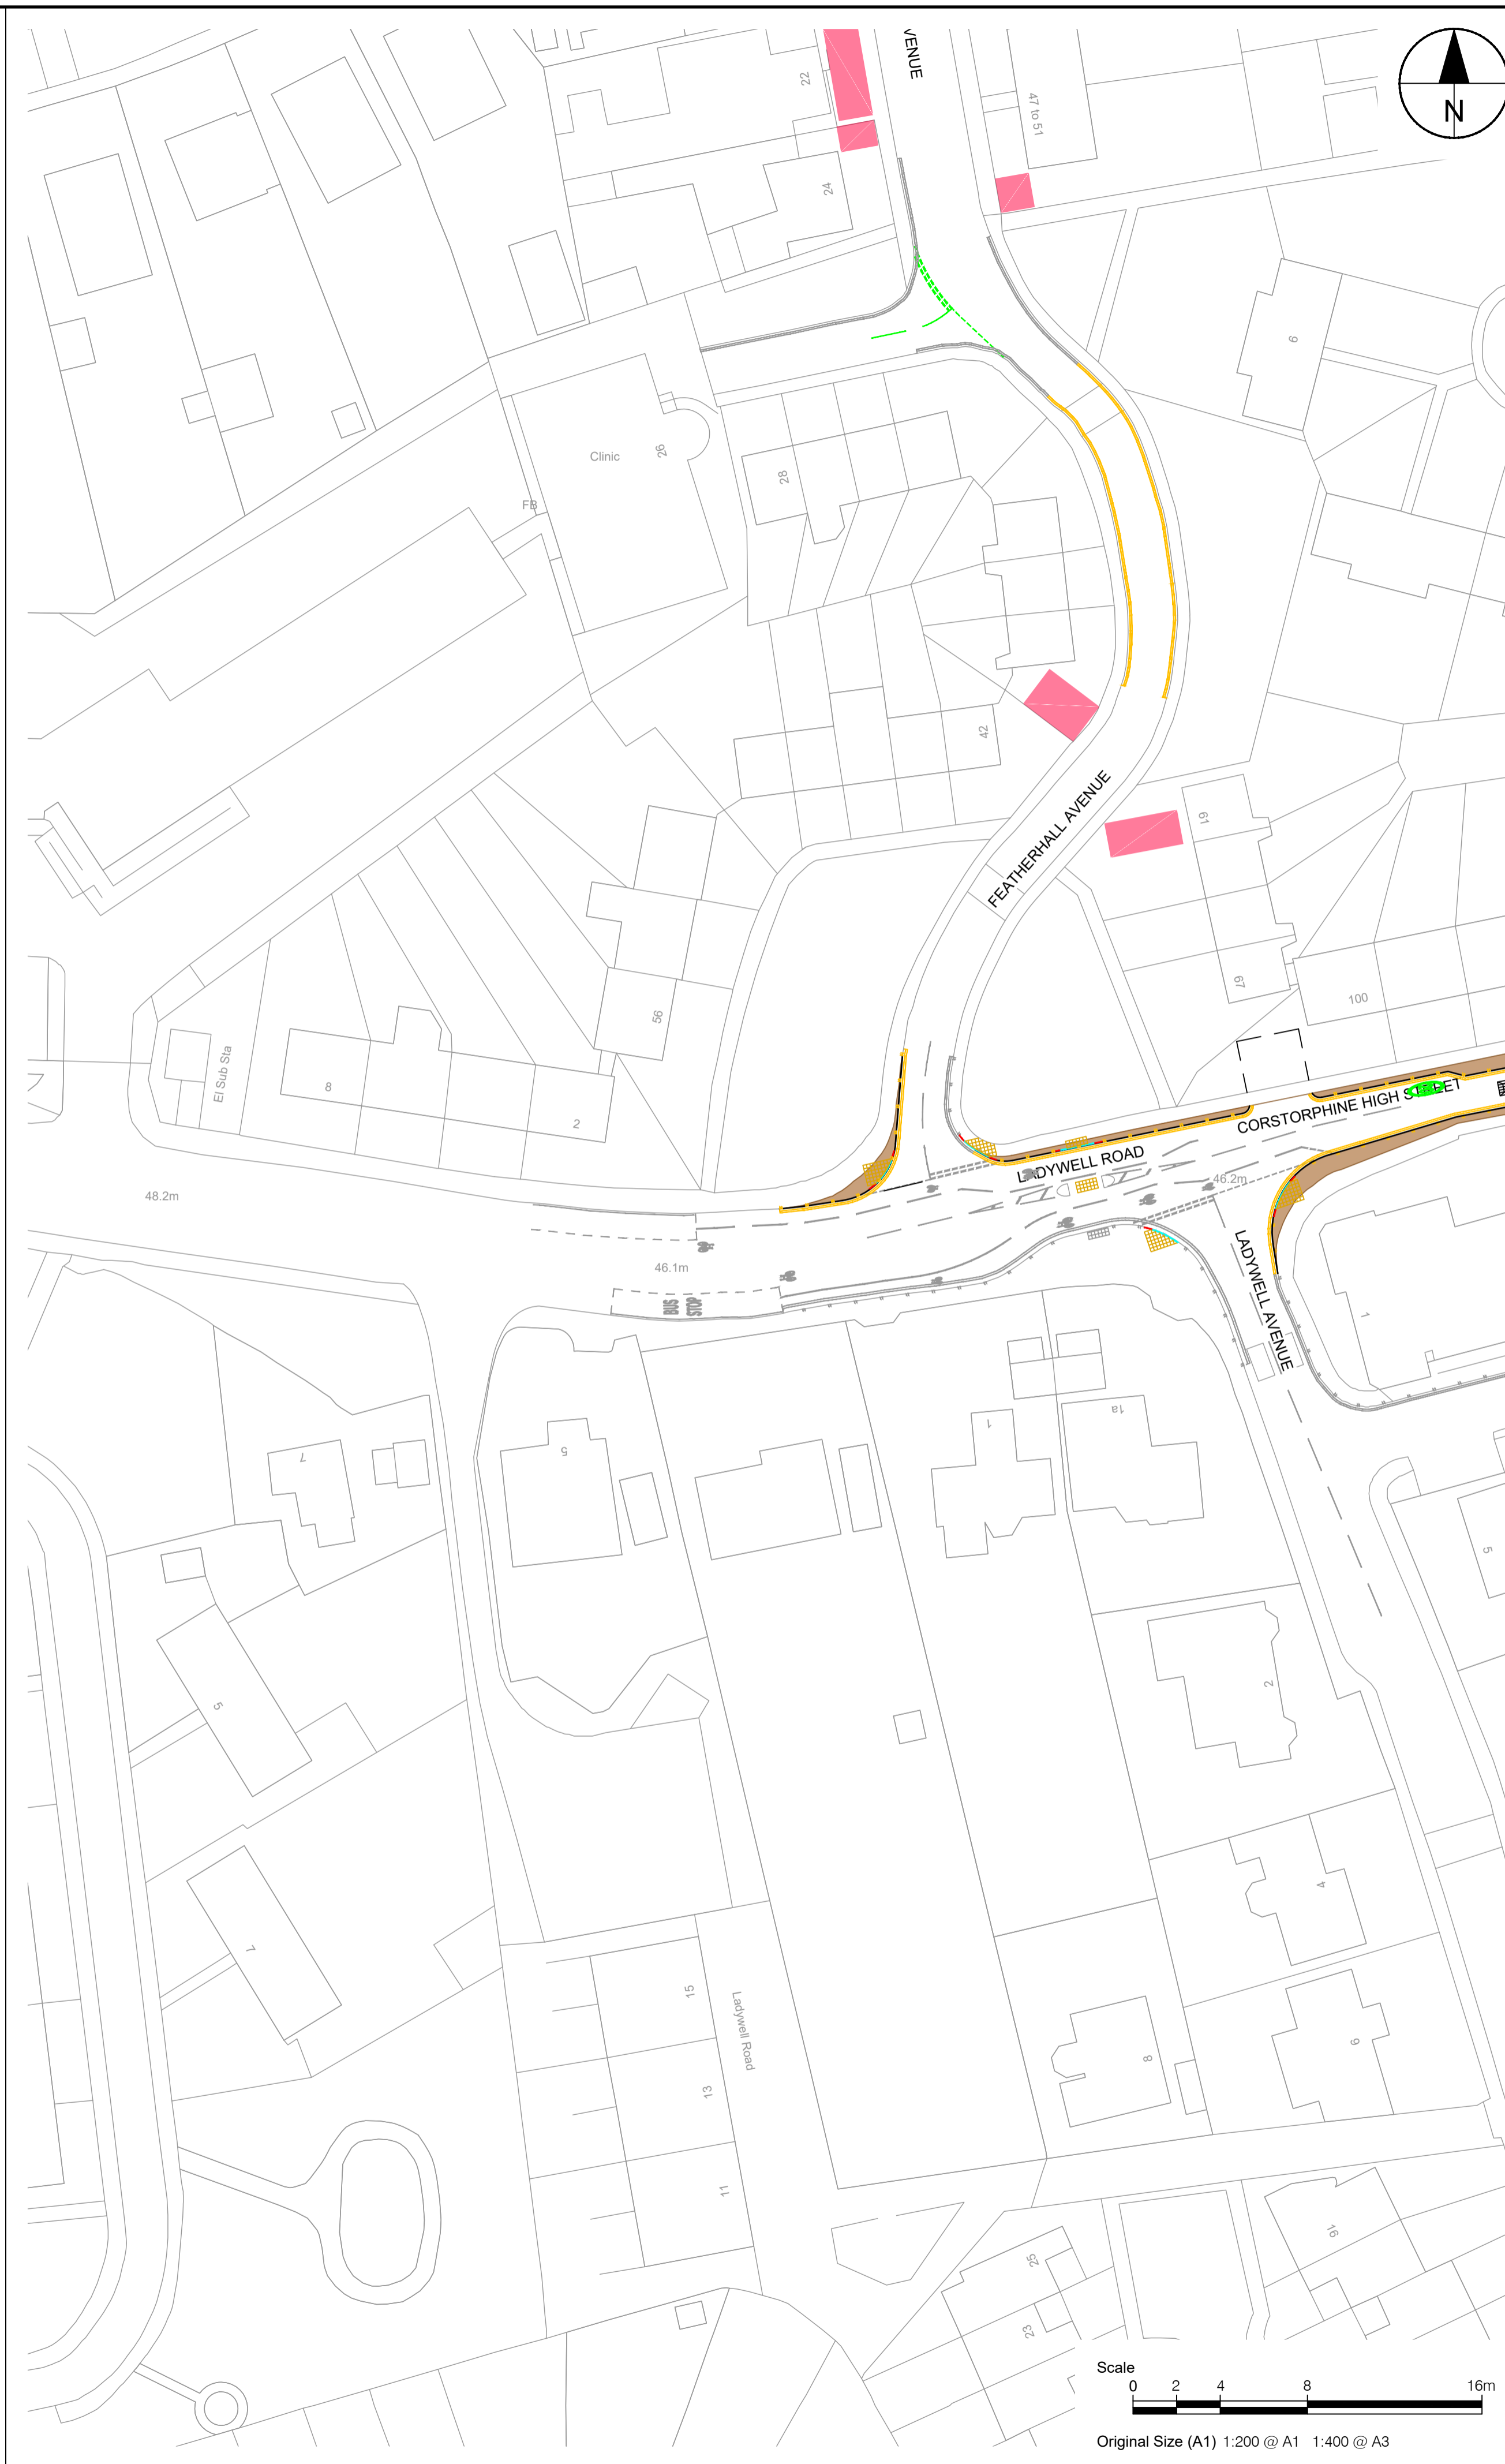 VENUE
N
22
47 to 51
24
6
Clinic
26
28
FB
42
FEATHERHALL AVENUE
61
67
100
56
El Sub Sta
8
2
CORSTORPHINE HIGH STREET
LADYWELL ROAD
46.2m
48.2m
46.1m
BUS
STOP
LADYWELL AVENUE
1
1
1a
5
7
5
5
2
4
7
15
Ladywell Road
13
8
6
11
25
23
16
Scale
0 2 4 8 16m
Original Size (A1) 1:200 @ A1 1:400 @ A3